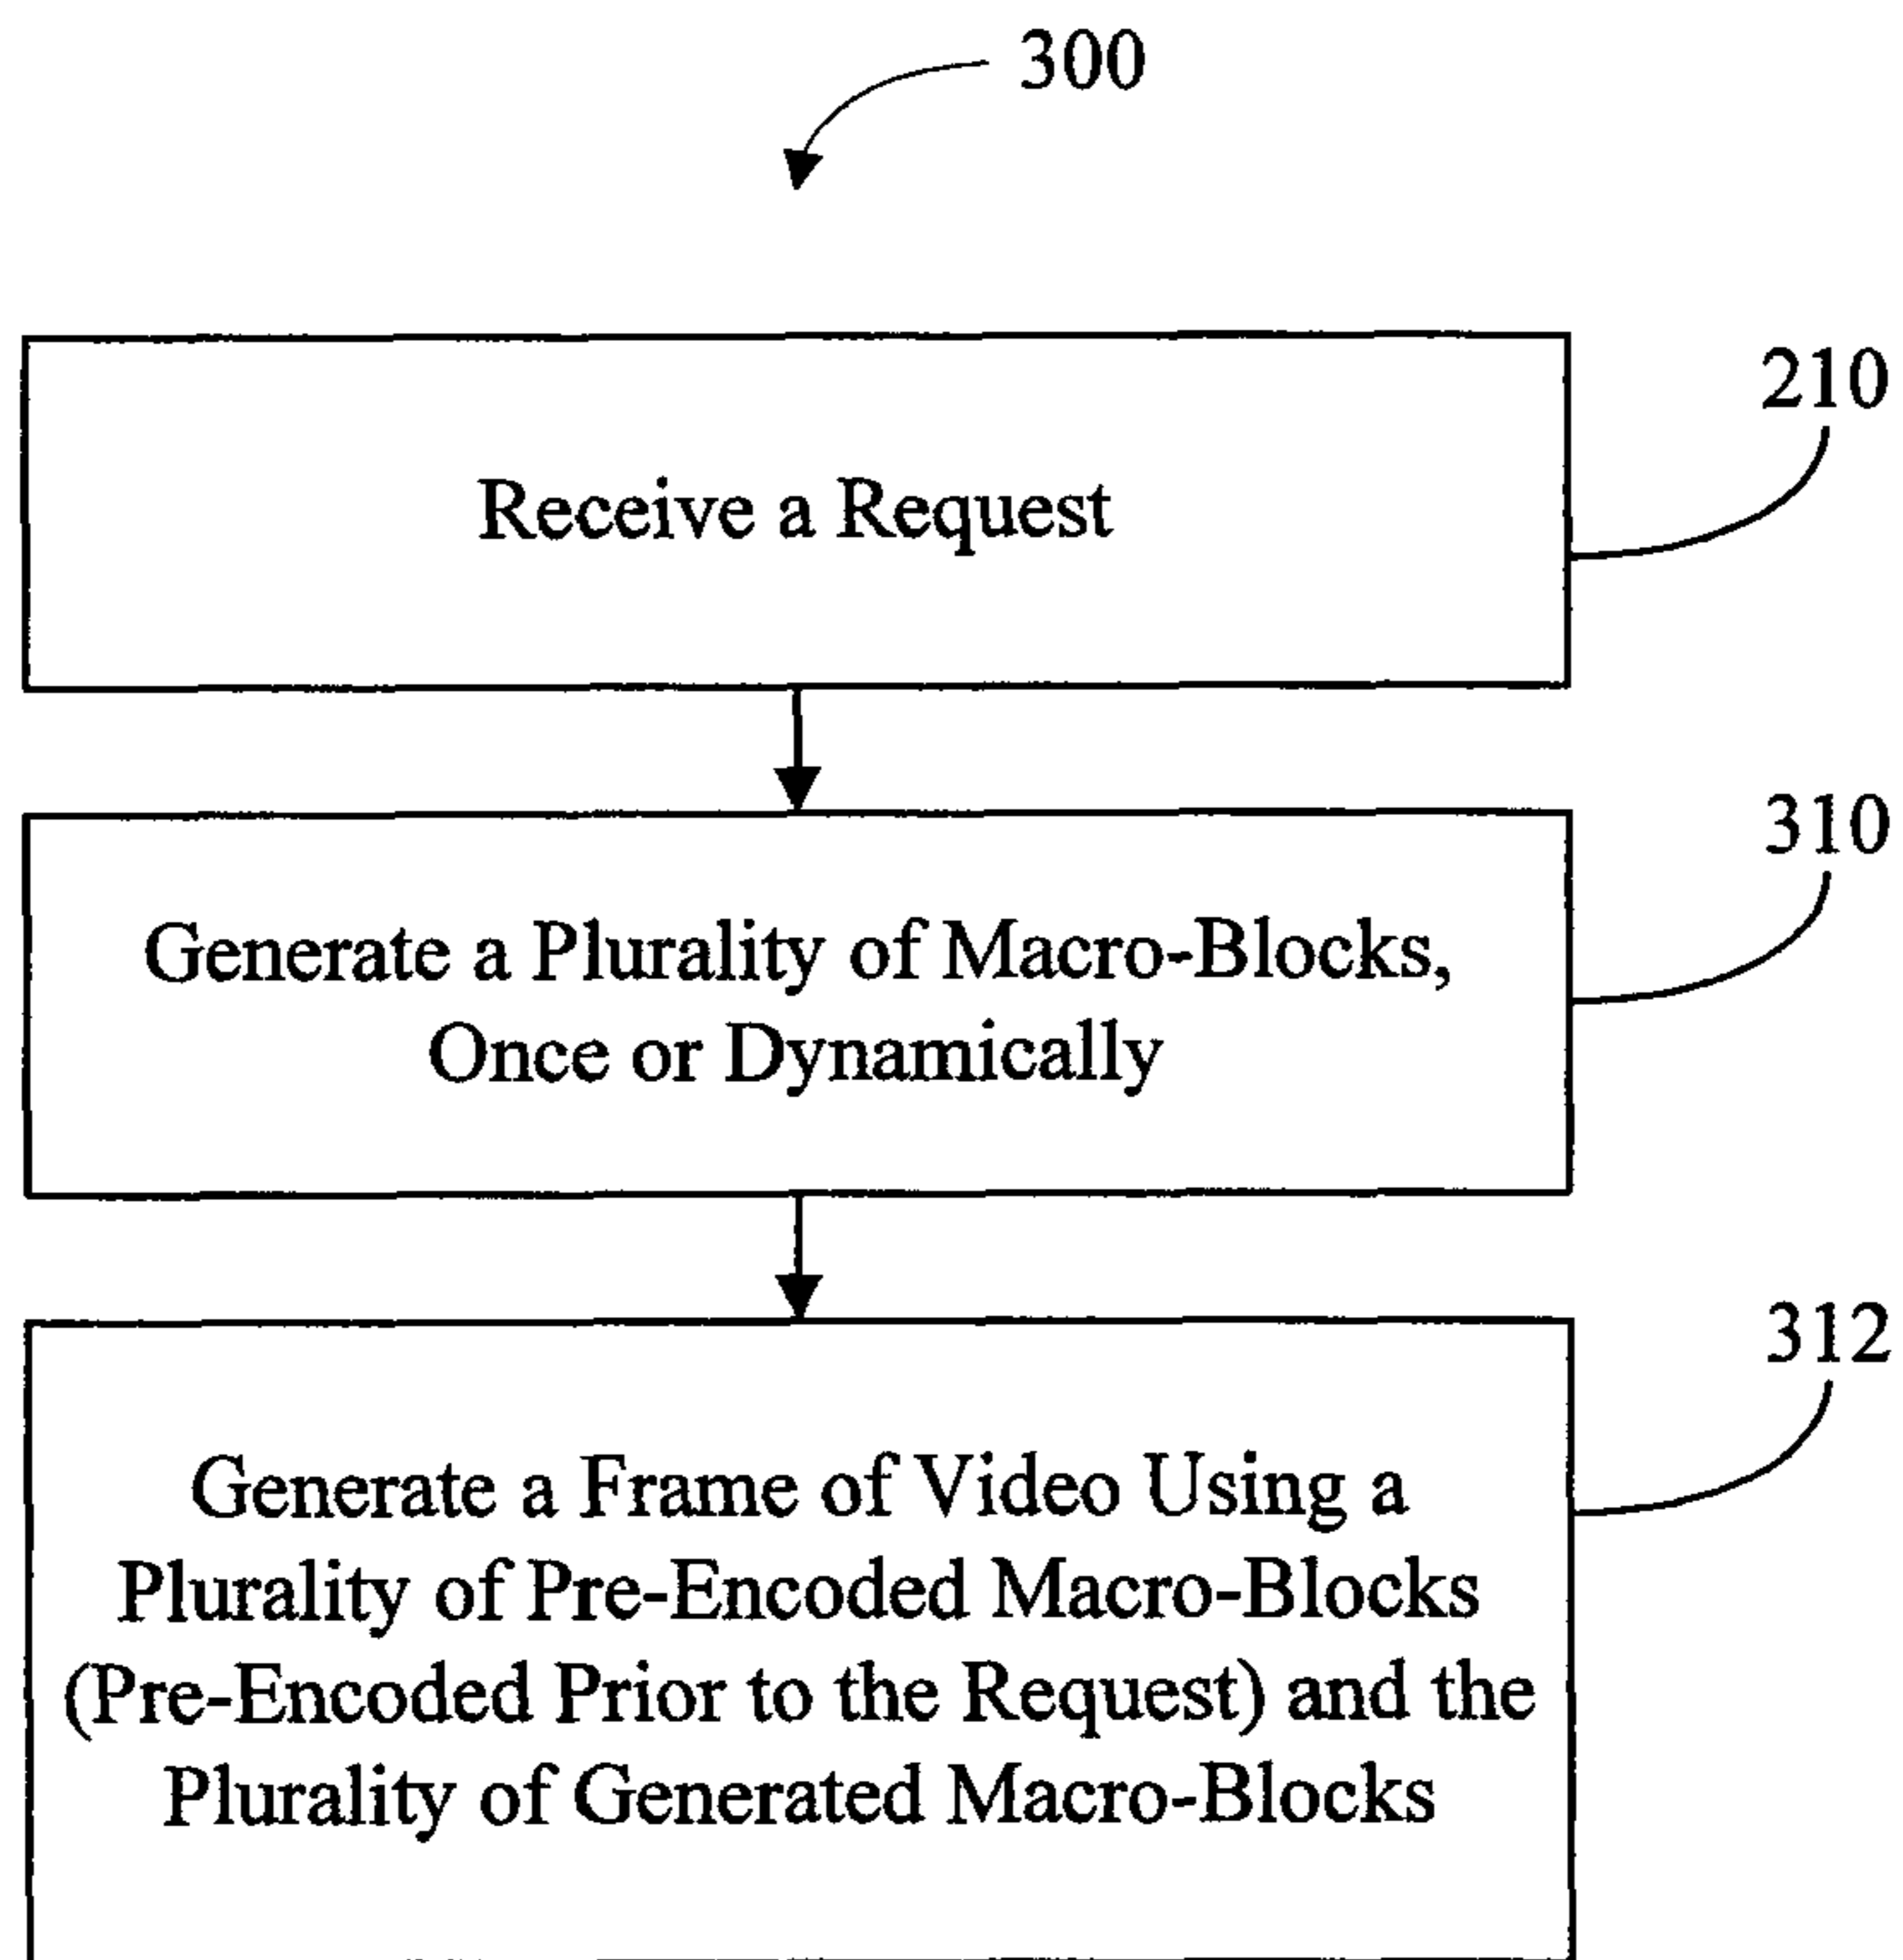 300
210
Receive a Request
310
Generate a Plurality of Macro-Blocks,
Once or Dynamically
312
Generate a Frame of Video Using a
Plurality of Pre-Encoded Macro-Blocks
(Pre-Encoded Prior to the Request) and the
Plurality of Generated Macro-Blocks